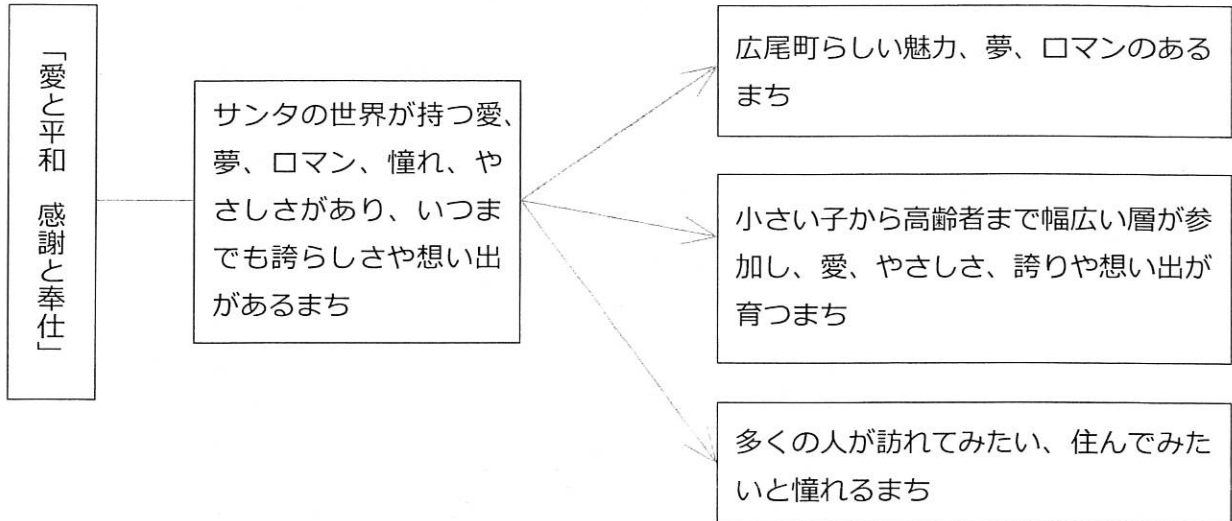 「愛と平和　感謝と奉仕」
サンタの世界が持つ愛、
夢、ロマン、憧れ、や
さしさがあり、いつま
でも誇らしさや想い出
があるまち
広尾町らしい魅力、夢、ロマンのある
まち
小さい子から高齢者まで幅広い層が参
加し、愛、やさしさ、誇りや想い出が
育つまち
多くの人が訪れてみたい、住んでみた
いと憧れるまち